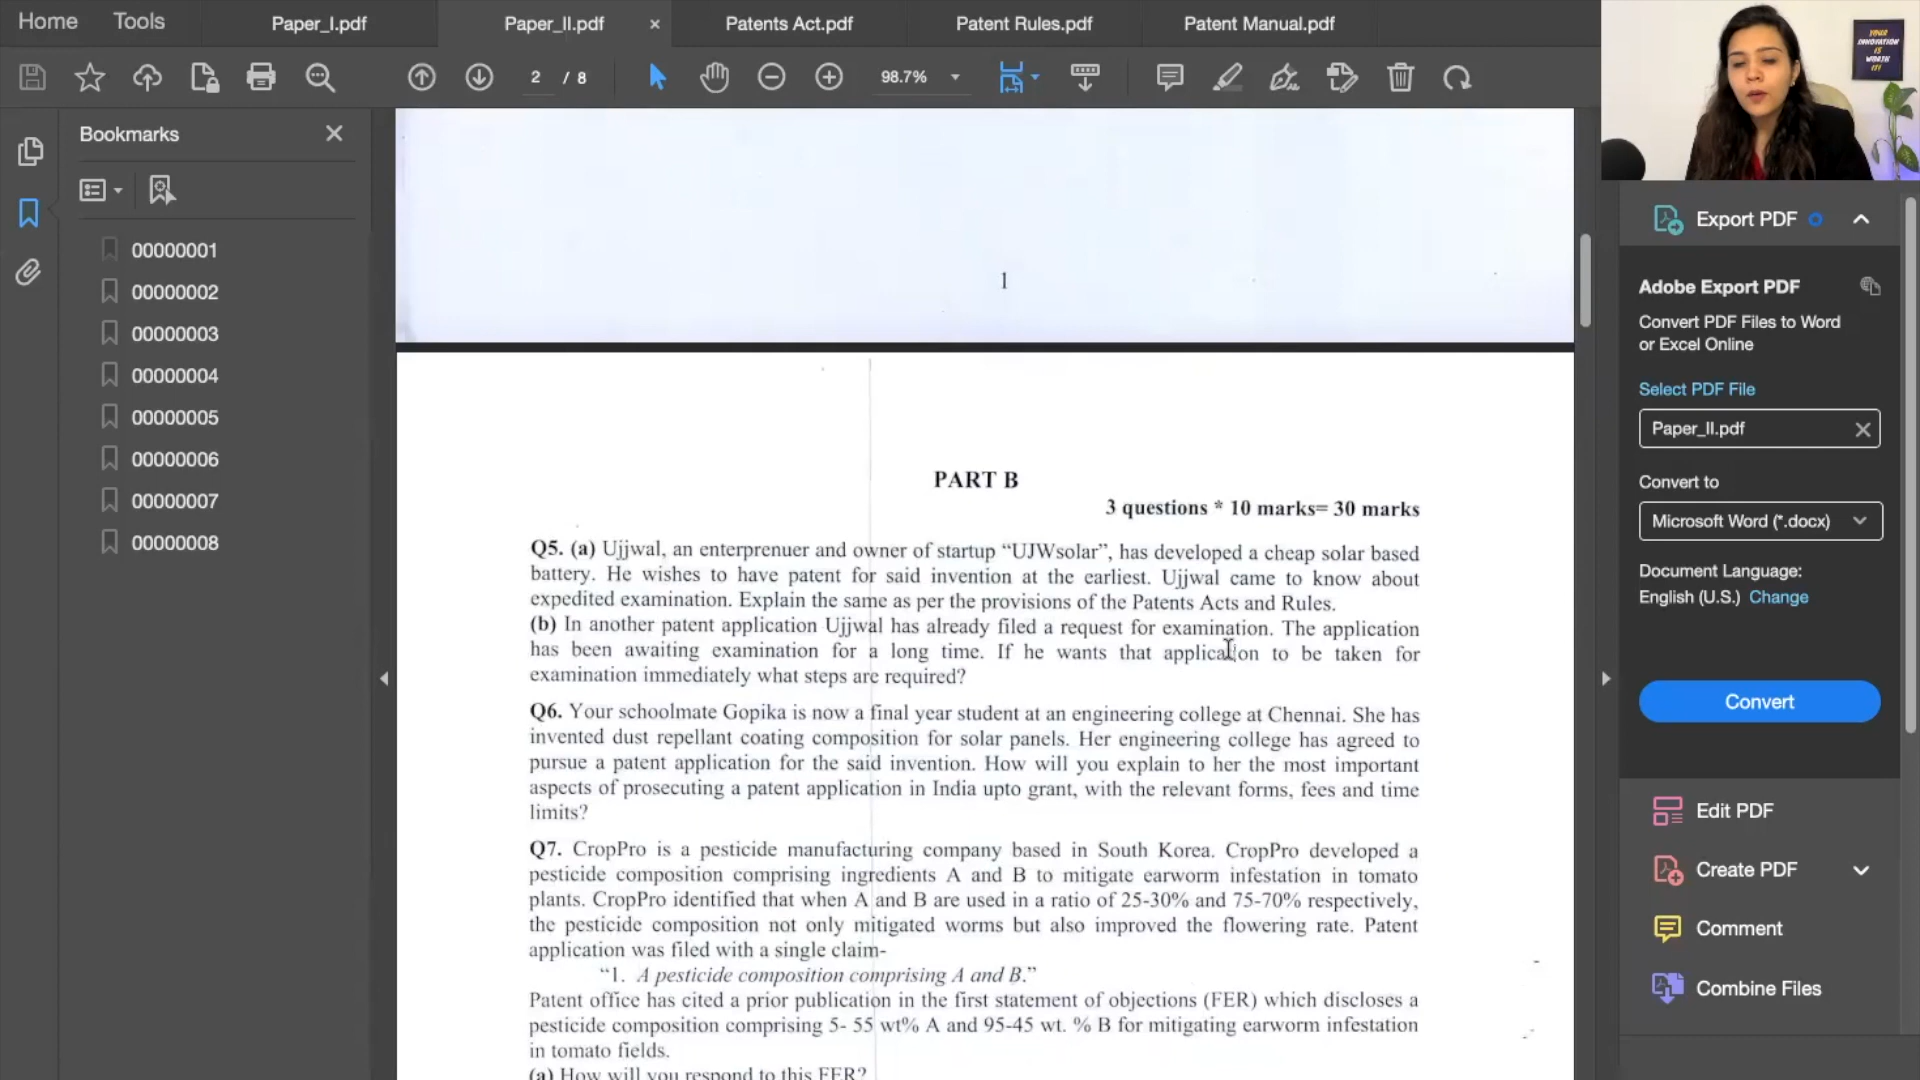 Home Tools Paper_I.pdf Paper_II.pdf Patents Act.pdf Patent Rules.pdf Patent Manual.pdf
2 / 8 98.7%
YOUR
INNOVATION
IS
WORTH
IT!
Bookmarks
00000001
00000002
00000003
00000004
00000005
00000006
00000007
00000008
1
PART B
3 questions * 10 marks= 30 marks
Q5. (a) Ujjwal, an enterprenuer and owner of startup “UJWsolar”, has developed a cheap solar based
battery. He wishes to have patent for said invention at the earliest. Ujjwal came to know about
expedited examination. Explain the same as per the provisions of the Patents Acts and Rules.
(b) In another patent application Ujjwal has already filed a request for examination. The application
has been awaiting examination for a long time. If he wants that application to be taken for
examination immediately what steps are required?
Q6. Your schoolmate Gopika is now a final year student at an engineering college at Chennai. She has
invented dust repellant coating composition for solar panels. Her engineering college has agreed to
pursue a patent application for the said invention. How will you explain to her the most important
aspects of prosecuting a patent application in India upto grant, with the relevant forms, fees and time
limits?
Q7. CropPro is a pesticide manufacturing company based in South Korea. CropPro developed a
pesticide composition comprising ingredients A and B to mitigate earworm infestation in tomato
plants. CropPro identified that when A and B are used in a ratio of 25-30% and 75-70% respectively,
the pesticide composition not only mitigated worms but also improved the flowering rate. Patent
application was filed with a single claim-
“1. A pesticide composition comprising A and B.”
Patent office has cited a prior publication in the first statement of objections (FER) which discloses a
pesticide composition comprising 5- 55 wt% A and 95-45 wt. % B for mitigating earworm infestation
in tomato fields.
(a) How will you respond to this FER?
Export PDF
Adobe Export PDF
Convert PDF Files to Word
or Excel Online
Select PDF File
Paper_II.pdf
Convert to
Microsoft Word (*.docx)
Document Language:
English (U.S.) Change
Convert
Edit PDF
Create PDF
Comment
Combine Files